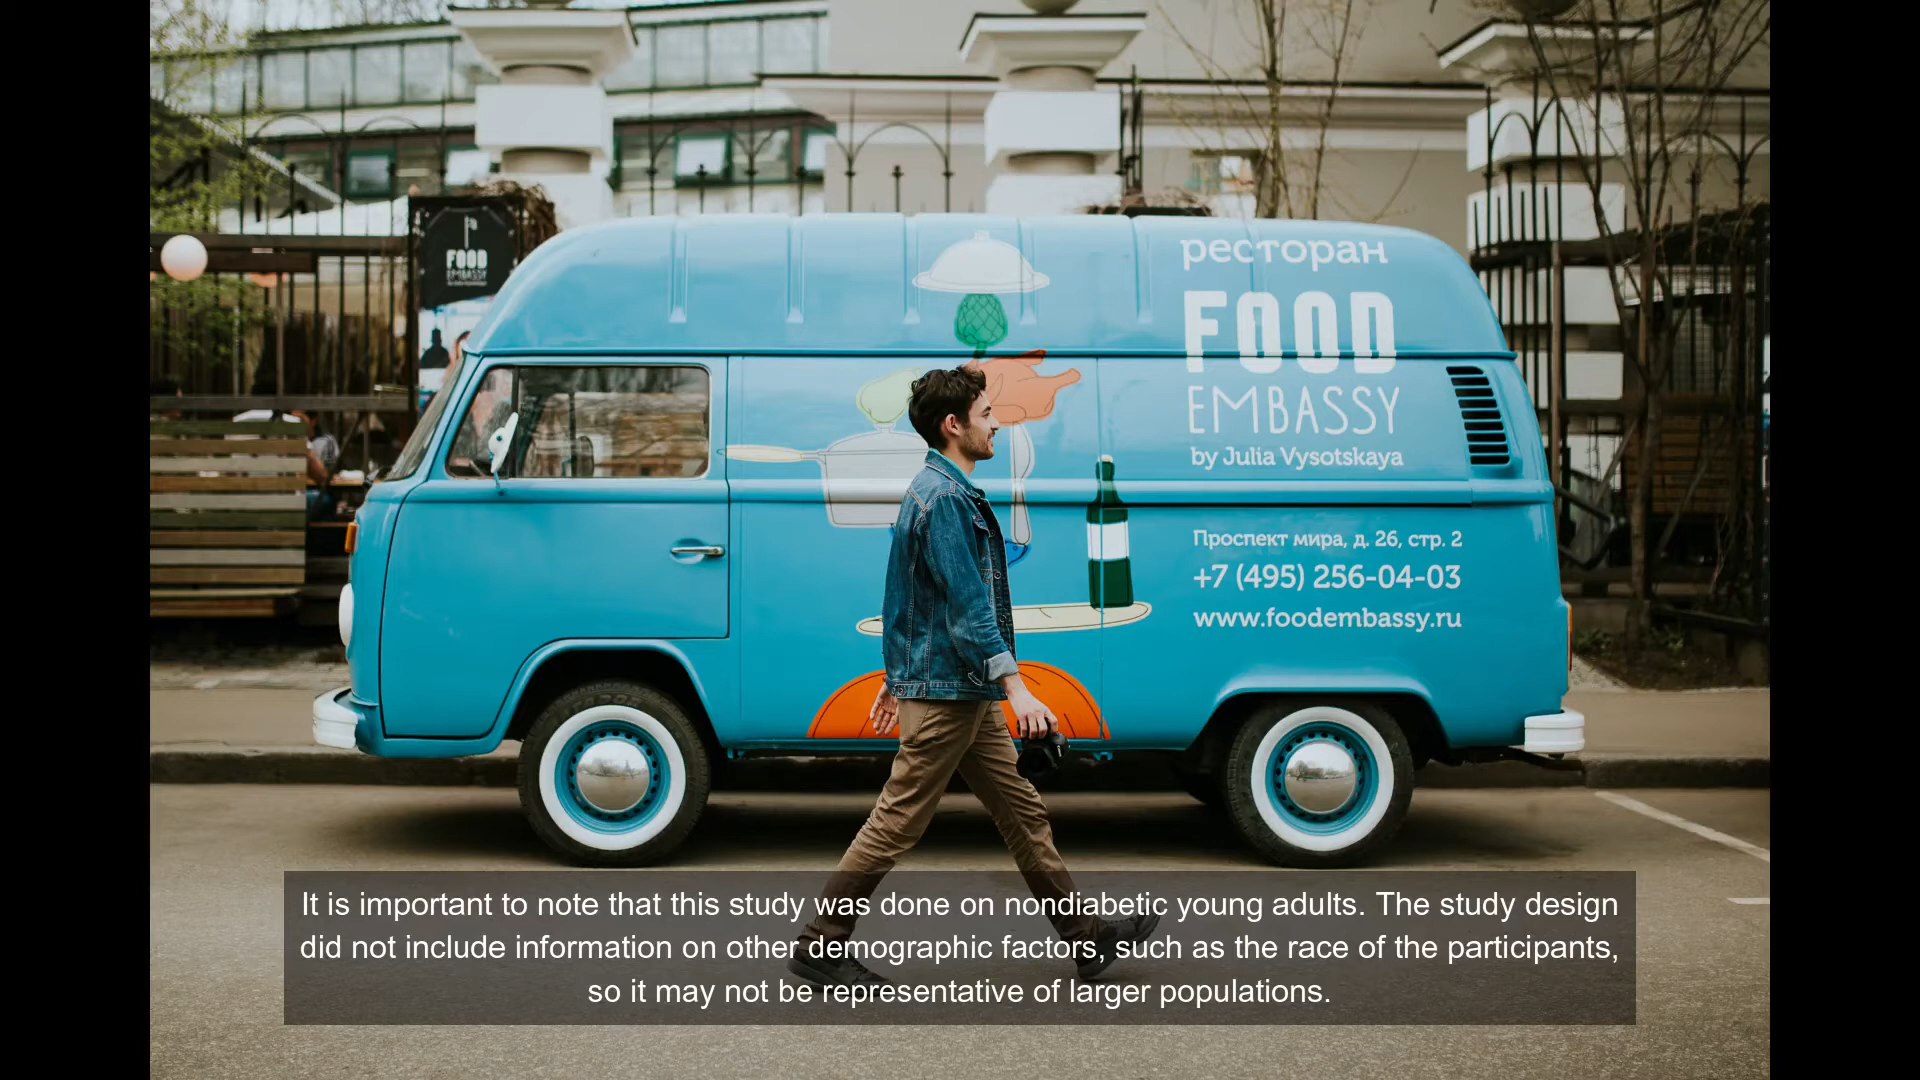 FOOD
EMBASSY
ресторан
FOOD
EMBASSY
by Julia Vysotskaya
Проспект мира, д. 26, стр. 2
+7 (495) 256-04-03
www.foodembassy.ru
It is important to note that this study was done on nondiabetic young adults. The study design
did not include information on other demographic factors, such as the race of the participants,
so it may not be representative of larger populations.